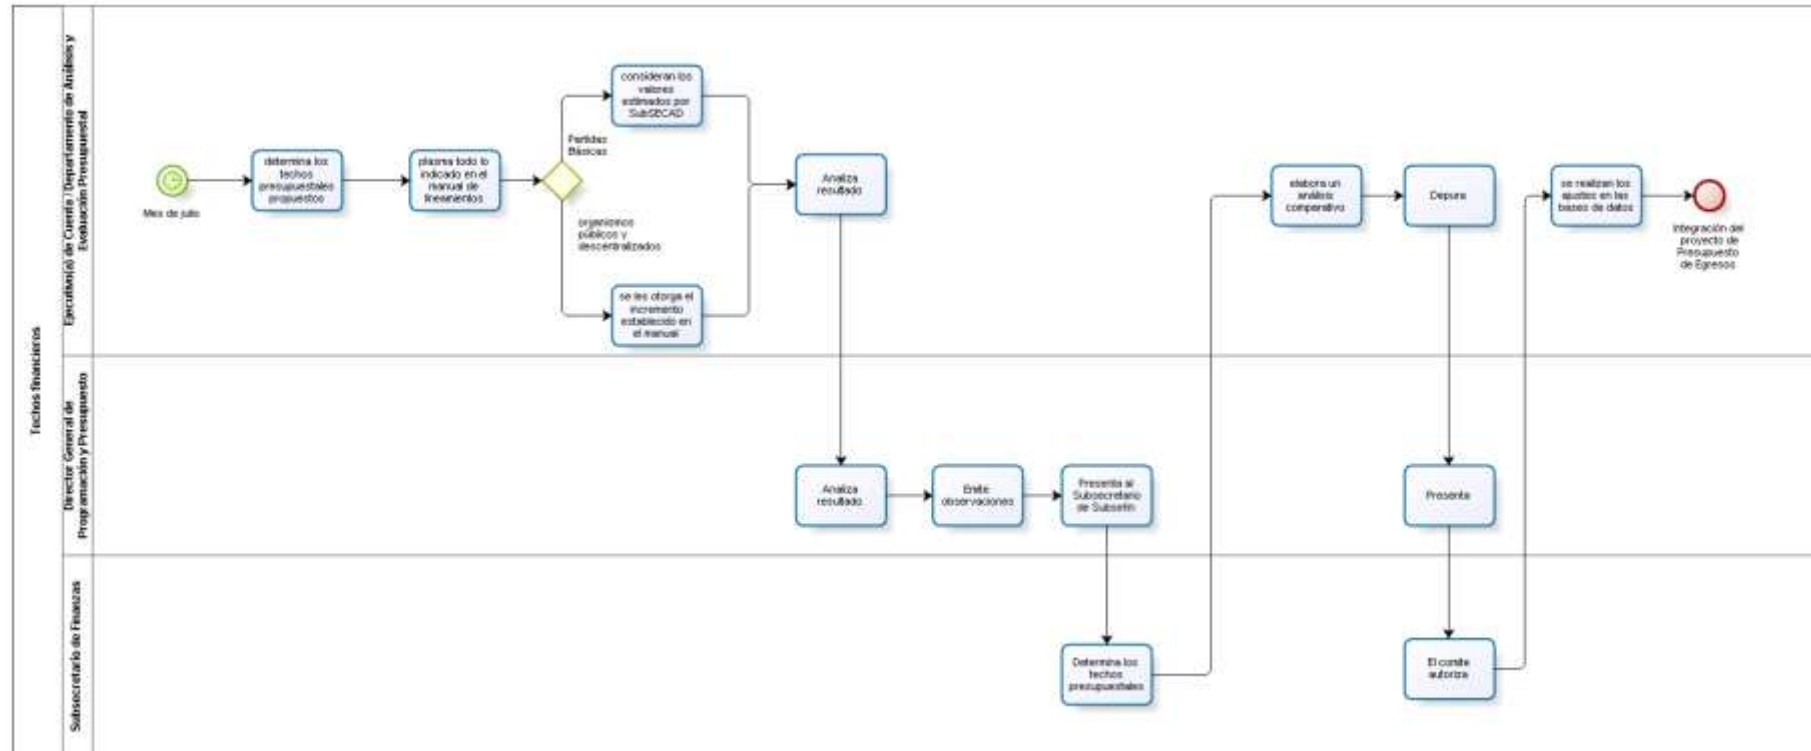 Techos financieros
Ejecutivo(a) de Cuenta / Departamento de Análisis y
Evaluación Presupuestal
Mes de julio
determina los
techos
presupuestales
propuestos
plasma todo lo
indicado en el
manual de
lineamientos
Partidas
Básicas
organismos
públicos y
descentralizados
consideran los
valores
estimados por
SubSECAD
se les otorga el
incremento
establecido en
el manual
Analiza
resultado
elabora un
análisis
comparativo
Depura
se realizan los
ajustes en las
bases de datos
Integración del
proyecto de
Presupuesto
de Egresos
Director General de
Programación y Presupuesto
Analiza
resultado
Emite
observaciones
Presenta al
Subsecretario
de Subsefin
Presenta
Subsecretario de Finanzas
Determina los
techos
presupuestales
El comite
autoriza